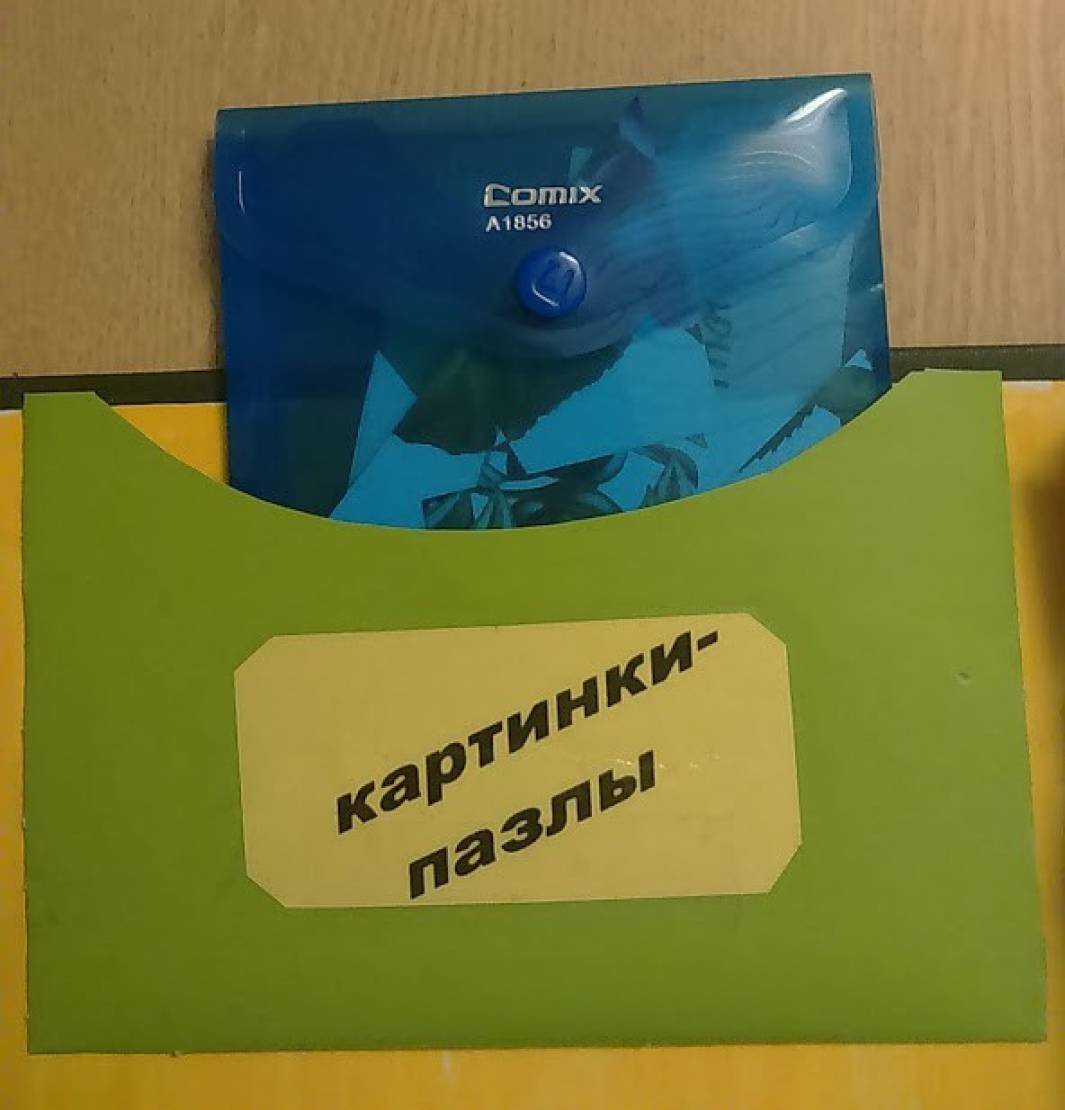 Comix
A1856
картинки-
пазлы